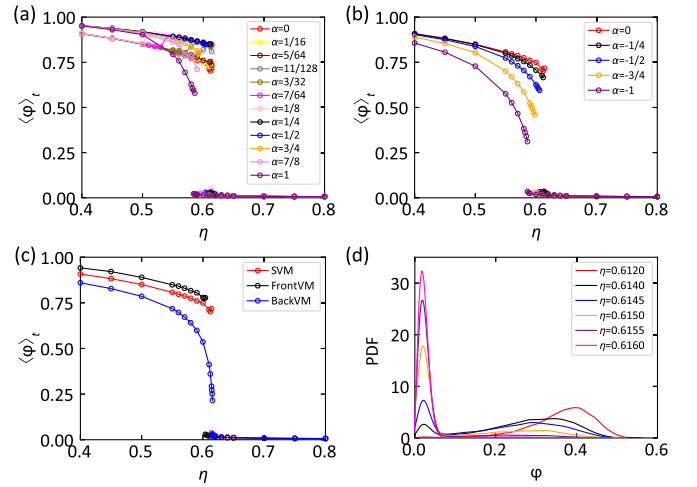 (a)
⟨φ⟩t
1.00
0.75
0.50
0.25
0.00
0.4 0.5 0.6 0.7 0.8
η
α=0
α=1/16
α=5/64
α=11/128
α=3/32
α=7/64
α=1/8
α=1/4
α=1/2
α=3/4
α=7/8
α=1
(b)
⟨φ⟩t
1.00
0.75
0.50
0.25
0.00
0.4 0.5 0.6 0.7 0.8
η
α=0
α=-1/4
α=-1/2
α=-3/4
α=-1
(c)
⟨φ⟩t
1.00
0.75
0.50
0.25
0.00
0.4 0.5 0.6 0.7 0.8
η
SVM
FrontVM
BackVM
(d)
PDF
30
20
10
0
0.0 0.2 0.4 0.6
φ
η=0.6120
η=0.6140
η=0.6145
η=0.6150
η=0.6155
η=0.6160